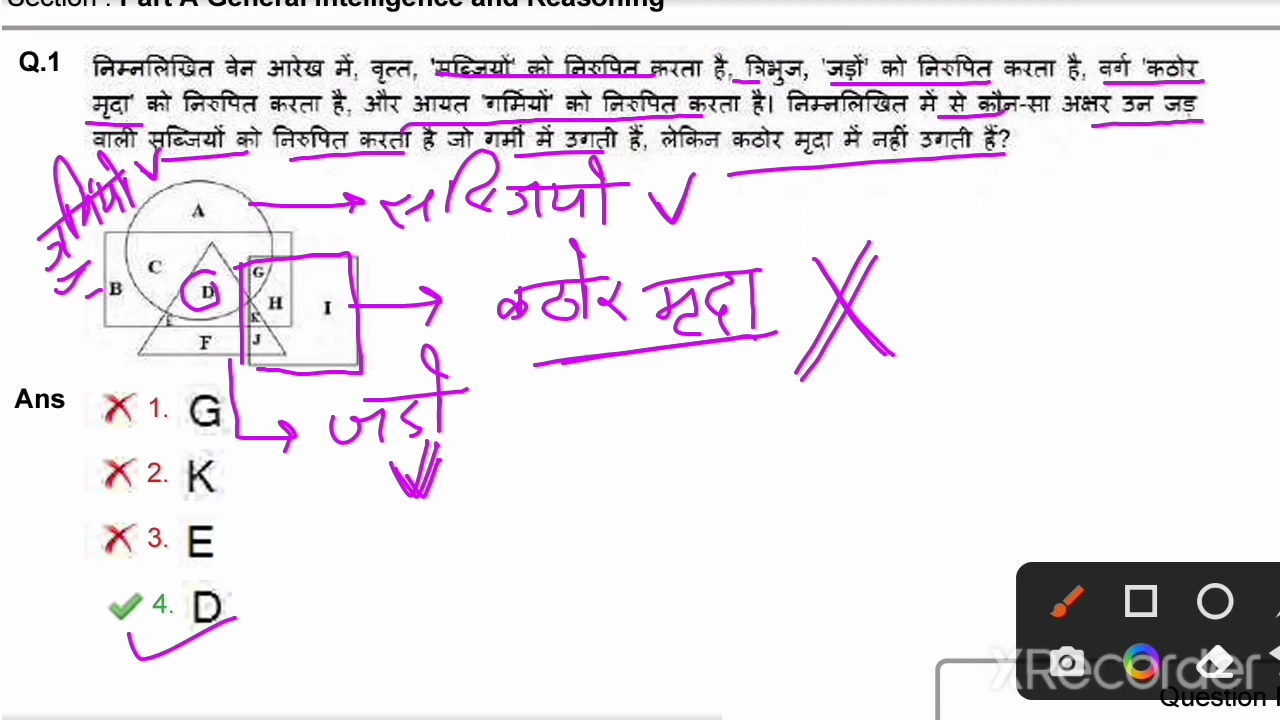 Section : Part A General Intelligence and Reasoning
Q.1 निम्नलिखित वेन आरेख में, वृत्त, 'सब्जियों' को निरुपित करता है, त्रिभुज, 'जड़ों' को निरुपित करता है, वर्ग 'कठोर
मृदा' को निरुपित करता है, और आयत 'गर्मियों' को निरुपित करता है। निम्नलिखित में से कौन-सा अक्षर उन जड़
वाली सब्जियों को निरुपित करता है जो गर्मी में उगती हैं, लेकिन कठोर मृदा में नहीं उगती हैं?
A सब्जियों
C G
B D H I कठोर मृदा
E K
F J
जड़ों
Ans 1. G
2. K
3. E
4. D
XRecorder
Question